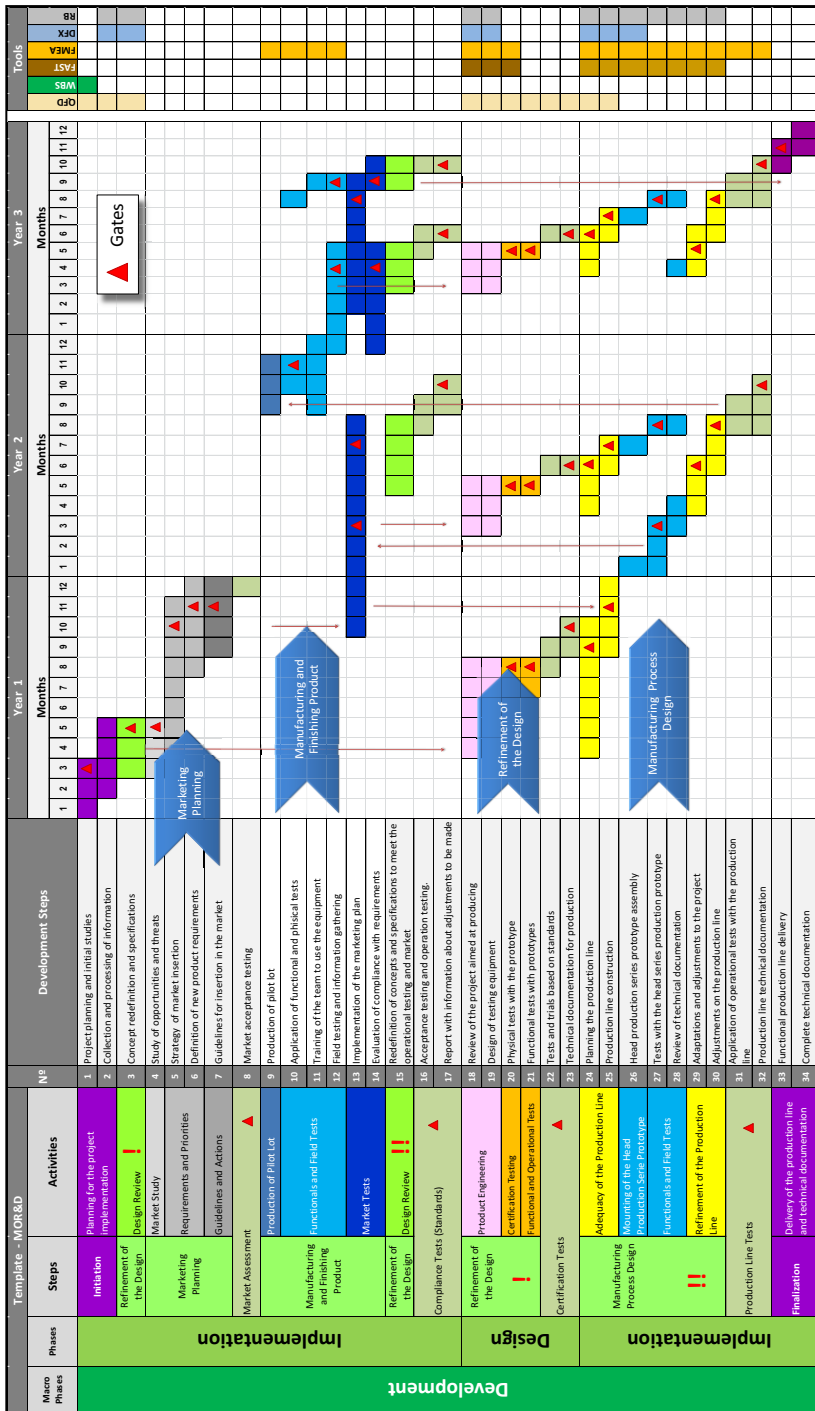 Template - MOR&D
Development Steps
Year 1
Year 2
Year 3
Tools
Macro
Phases
Phases
Steps
Activities
Nº
Months
Months
Months
QFD
WBS
FAST
FMEA
DFX
RB
1 2 3 4 5 6 7 8 9 10 11 12
1 2 3 4 5 6 7 8 9 10 11 12
1 2 3 4 5 6 7 8 9 10 11 12
Development
Implementation
Design
Implementation
Initiation
Refinement of
the Design
Marketing
Planning
Market Assessment
Manufacturing
and Finishing
Product
Refinement of
the Design
Compliance Tests (Standards)
Refinement of
the Design
!
Certification Tests
Manufacturing
Process Design
!!!
Production Line Tests
Finalization
Planning for the project
implementation
Design Review
!
Market Study
Requirements and Priorities
Guidelines and Actions
Production of Pilot Lot
Functionals and Field Tests
Market Tests
Design Review
!!
Prtoduct Engineering
Certification Testing
Functional and Operational Tests
Adequacy of the Production Line
Mounting of the Head
Production Serie Prototype
Functionals and Field Tests
Refinement of the Production
Line
Delivery of the production line
and technical documentation
1 Project planning and initial studies
2 Collection and processing of information
3 Concept redefinition and specifications
4 Study of opportunities and threats
5 Strategy of market insertion
6 Definition of new product requirements
7 Guidelines for insertion in the market
8 Market acceptance testing
9 Production of pilot lot
10 Application of functional and phisical tests
11 Training of the team to use the equipment
12 Field testing and information gathering
13 Implementation of the marketing plan
14 Evaluation of compliance with requirements
15 Redefinition of concepts and specifications to meet the
operational testing and market
16 Acceptance testing and operation testing.
17 Report with information about adjustments to be made
18 Review of the project aimed at producing
19 Design of testing equipment
20 Physical tests with the prototype
21 Functional tests with prototypes
22 Tests and trials based on standards
23 Technical documentation for production
24 Planning the production line
25 Production line construction
26 Head production series prototype assembly
27 Tests with the head series production prototype
28 Review of technical documentation
29 Adaptations and adjustments to the project
30 Adjustments on the production line
31 Application of operational tests with the production
line
32 Production line technical documentation
33 Functional production line delivery
34 Complete technical documentation
Marketing
Planning
Manufacturing and
Finishing Product
Refinement of
the Design
Manufacturing Process
Design
Gates